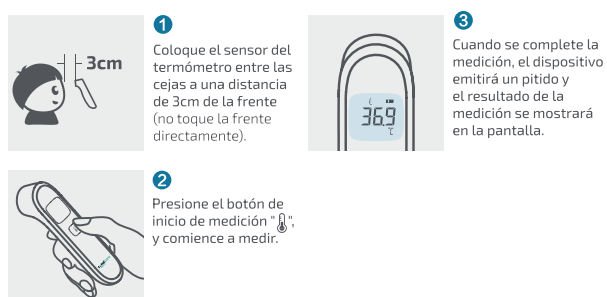 1
3cm
Coloque el sensor del
termómetro entre las
cejas a una distancia
de 3cm de la frente
(no toque la frente
directamente).
2
Presione el botón de
inicio de medición " ",
y comience a medir.
3
Cuando se complete la
medición, el dispositivo
emitirá un pitido y
el resultado de la
medición se mostrará
en la pantalla.
36.9
℃